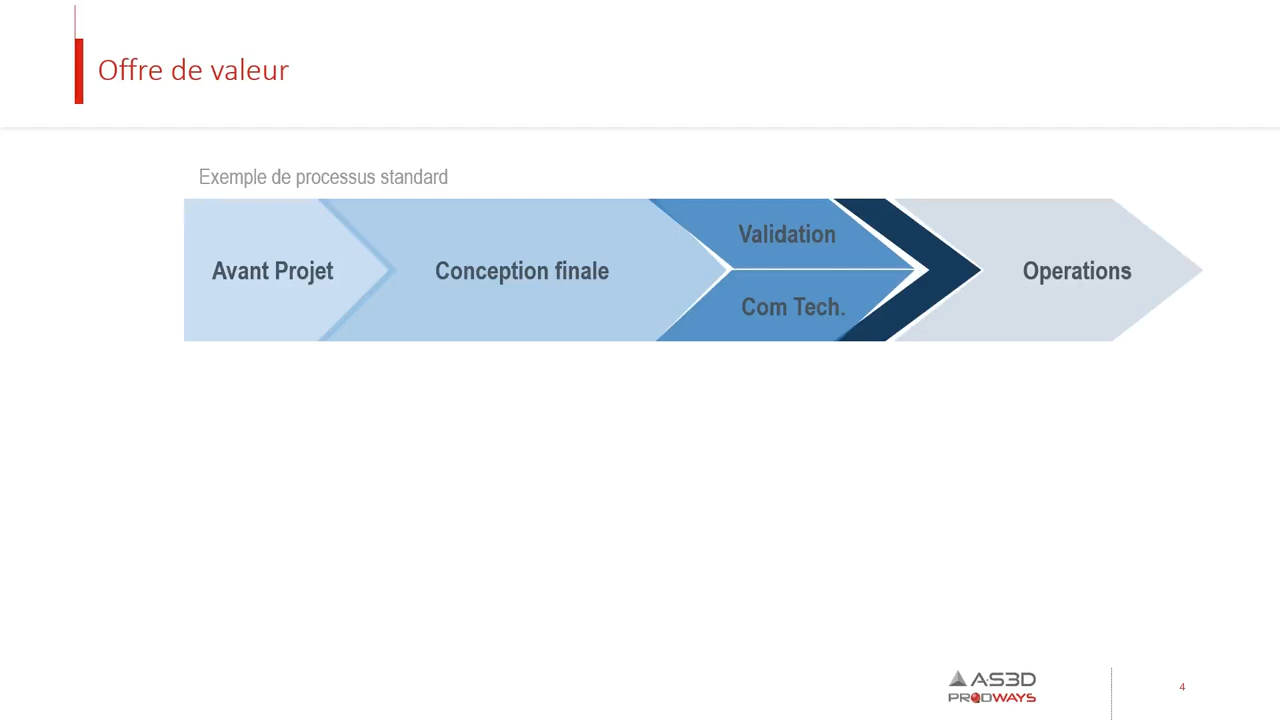 Offre de valeur
Exemple de processus standard
Avant Projet
Conception finale
Validation
Com Tech.
Operations
AS3D
PRODWAYS
4